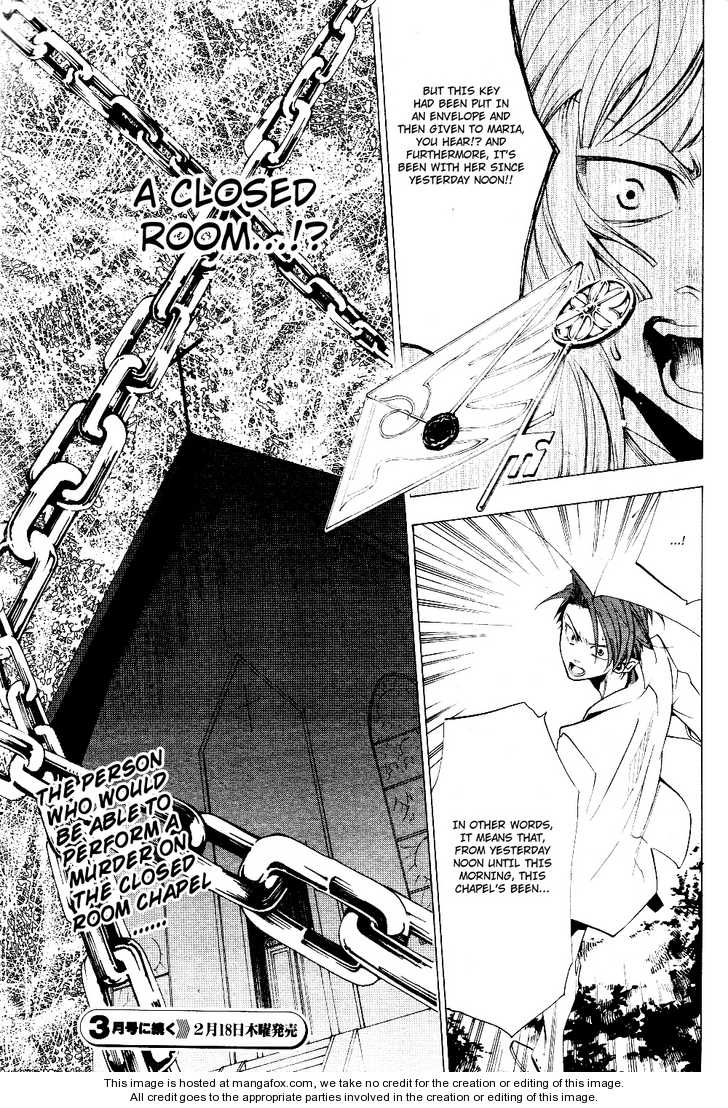 BUT THIS KEY
HAD BEEN PUT IN
AN ENVELOPE AND
THEN GIVEN TO MARIA,
YOU HEAR!? AND
FURTHERMORE, IT'S
BEEN WITH HER SINCE
YESTERDAY NOON!!
...!
IN OTHER WORDS,
IT MEANS THAT,
FROM YESTERDAY
NOON UNTIL THIS
MORNING, THIS
CHAPEL'S BEEN...
A CLOSED
ROOM...!?
THE PERSON
WHO WOULD
BE ABLE TO
PERFORM A
MURDER ON
THE CLOSED
ROOM CHAPEL
......
3月号に続く 2月18日木曜発売
This image is hosted at mangafox.com, we take no credit for the creation or editing of this image.
All credit goes to the appropriate parties involved in the creation or editing of this image.